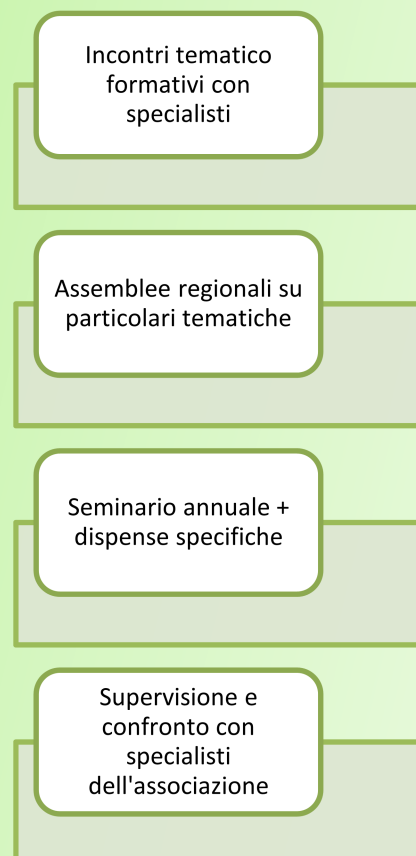 Incontri tematico
formativi con
specialisti
Assemblee regionali su
particolari tematiche
Seminario annuale +
dispense specifiche
Supervisione e
confronto con
specialisti
dell'associazione